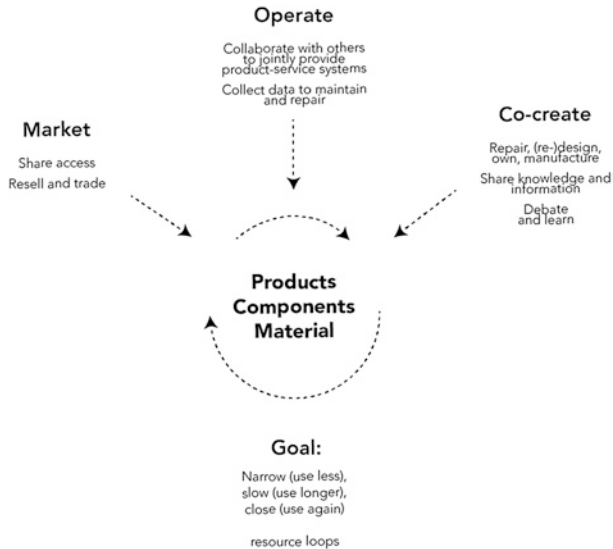 Operate
Collaborate with others
to jointly provide
product-service systems
Collect data to maintain
and repair
Market
Share access
Resell and trade
Co-create
Repair, (re-)design,
own, manufacture
Share knowledge and
information
Debate
and learn
Products
Components
Material
Goal:
Narrow (use less),
slow (use longer),
close (use again)
resource loops